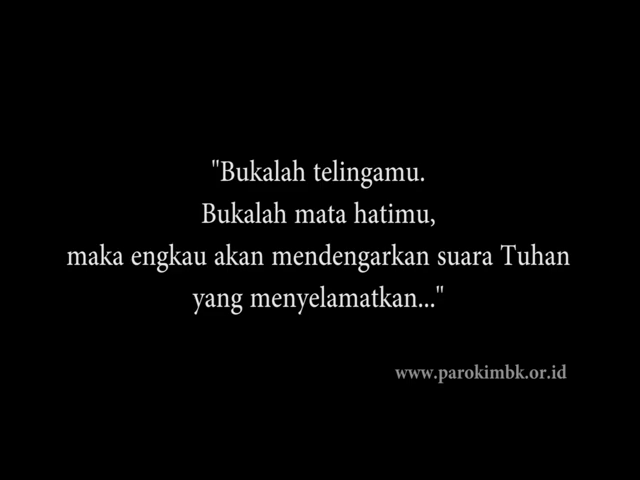 "Bukalah telingamu.
Bukalah mata hatimu,
maka engkau akan mendengarkan suara Tuhan
yang menyelamatkan..."
www.parokimbk.or.id